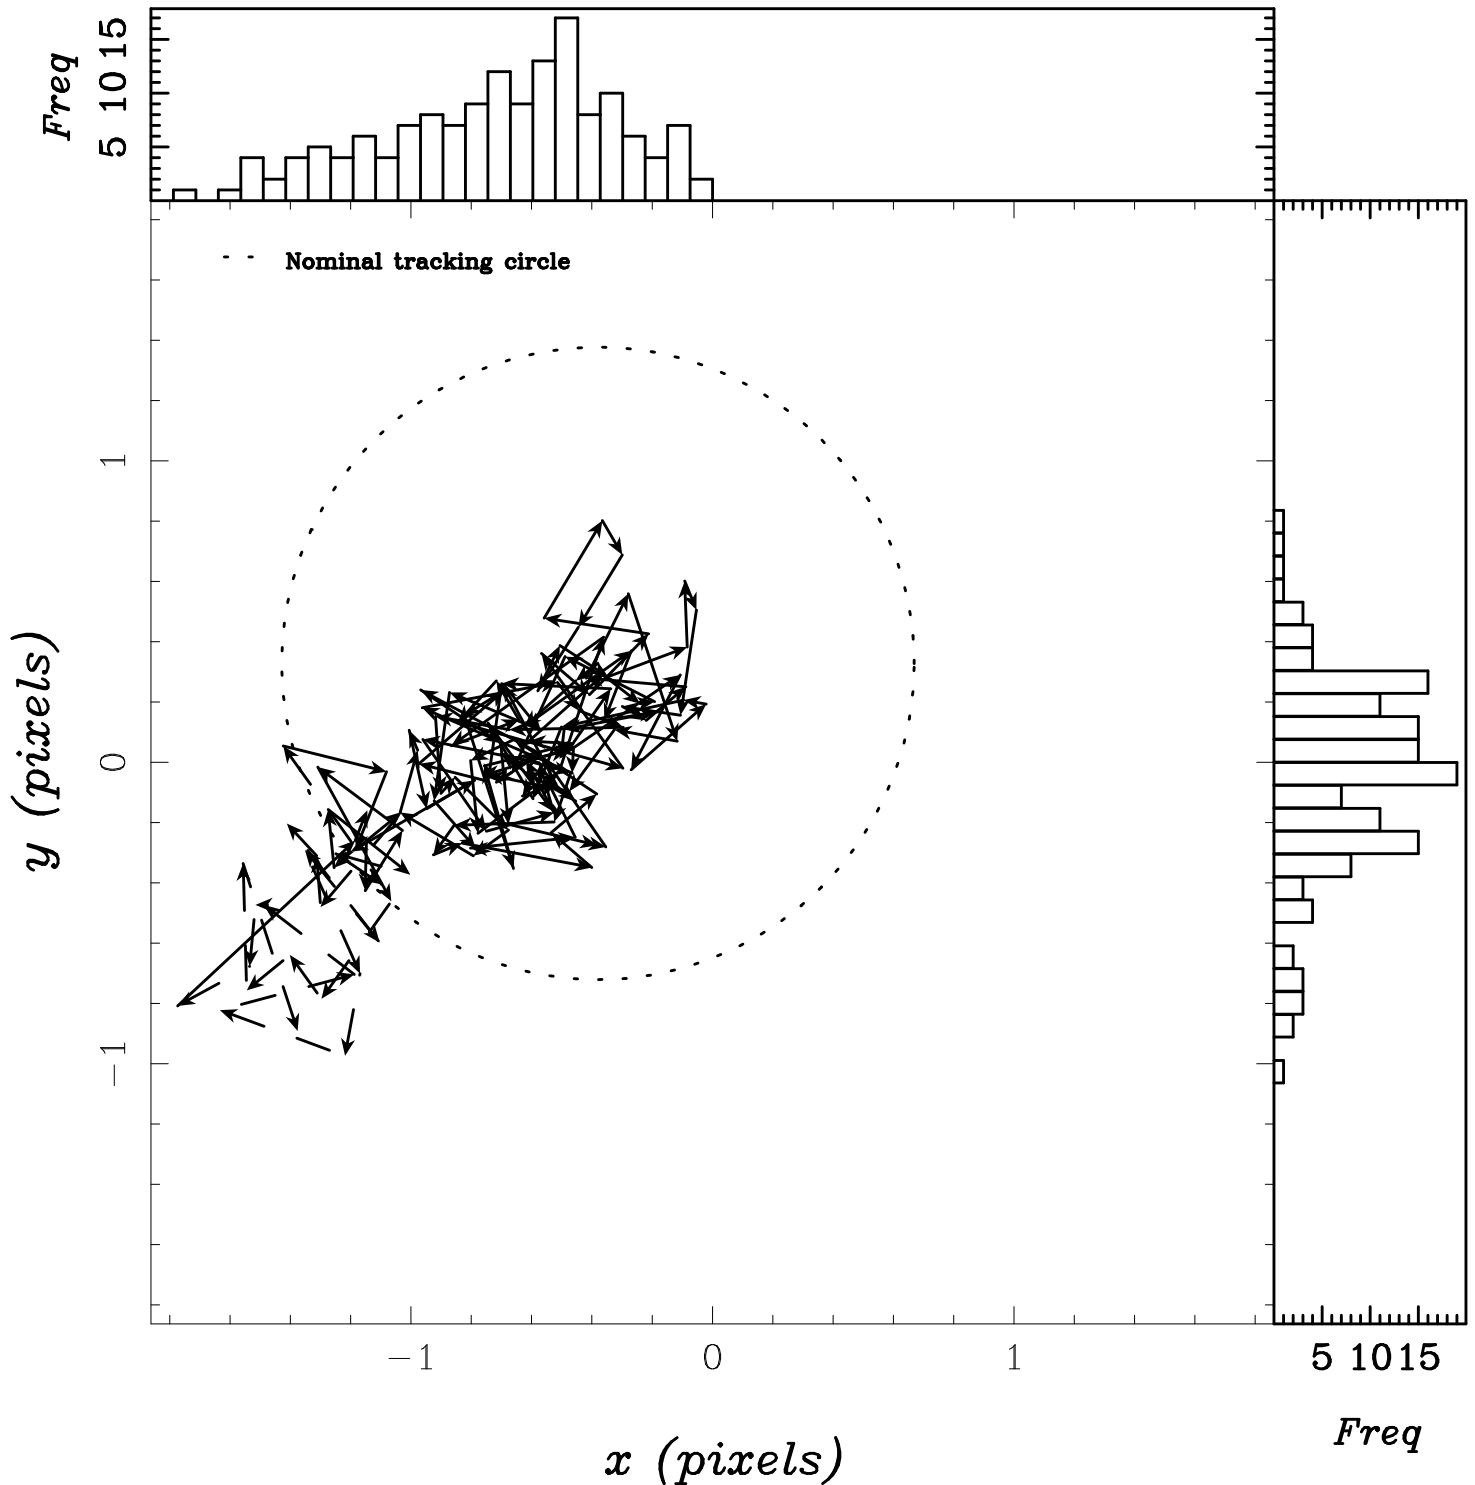 Freq
5 10 15
Nominal tracking circle
y (pixels)
1
0
−1
−1 0 1
x (pixels)
5 10 15
Freq